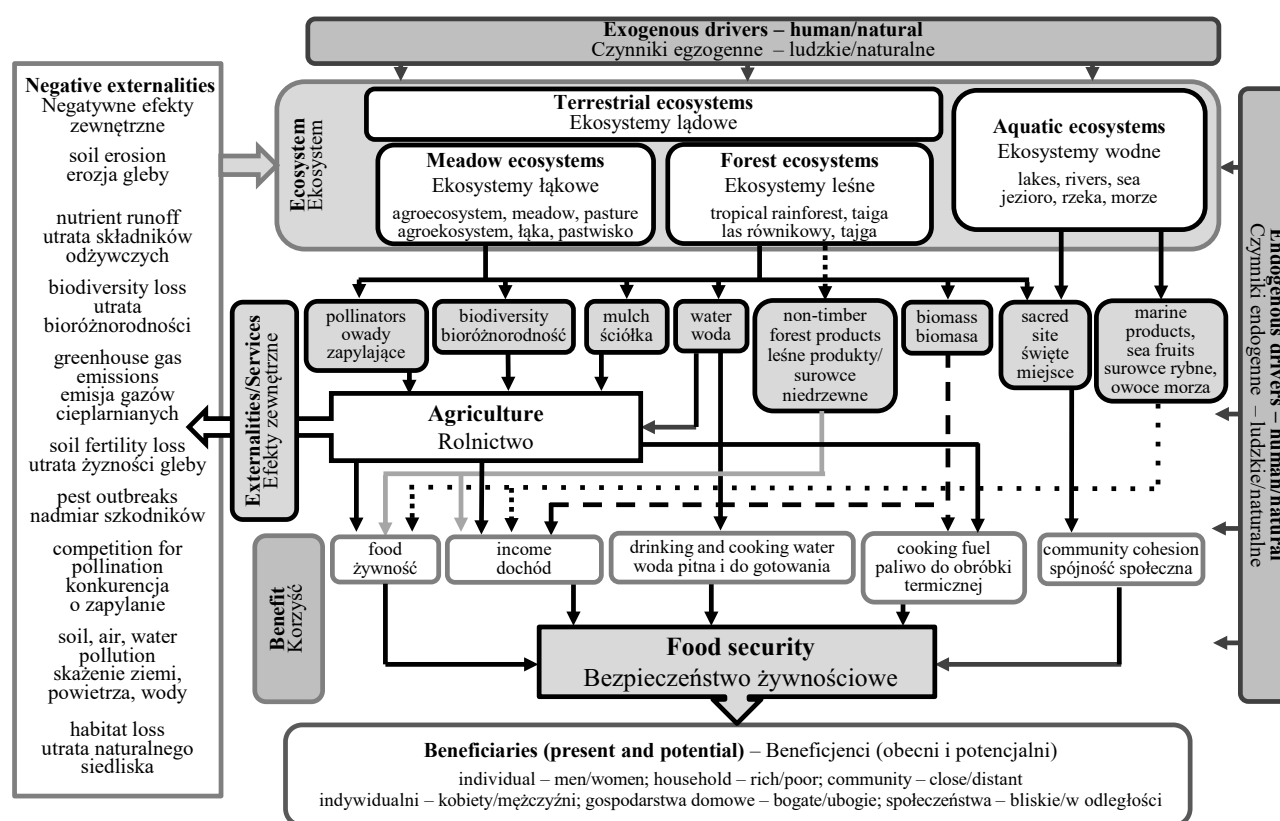 Exogenous drivers – human/natural
Czynniki egzogenne – ludzkie/naturalne
Negative externalities
Negatywne efekty
zewnętrzne
soil erosion
erozja gleby
nutrient runoff
utrata składników
odżywczych
biodiversity loss
utrata
bioróżnorodności
greenhouse gas
emissions
emisja gazów
cieplarnianych
soil fertility loss
utrata żyzności gleby
pest outbreaks
nadmiar szkodników
competition for
pollination
konkurencja
o zapylanie
soil, air, water
pollution
skażenie ziemi,
powietrza, wody
habitat loss
utrata naturalnego
siedliska
Ecosystem
Ekosystem
Terrestrial ecosystems
Ekosystemy lądowe
Meadow ecosystems
Ekosystemy łąkowe
agroecosystem, meadow, pasture
agroekosystem, łąka, pastwisko
Forest ecosystems
Ekosystemy leśne
tropical rainforest, taiga
las równikowy, tajga
Aquatic ecosystems
Ekosystemy wodne
lakes, rivers, sea
jezioro, rzeka, morze
Endogenous drivers – human/natural
Czynniki endogenne – ludzkie/naturalne
Externalities/Services
Efekty zewnętrzne
pollinators
owady
zapylające
biodiversity
bioróżnorodność
mulch
ściółka
water
woda
non-timber
forest products
leśne produkty/
surowce
niedrzewne
biomass
biomasa
sacred
site
święte
miejsce
marine
products,
sea fruits
surowce rybne,
owoce morza
Agriculture
Rolnictwo
Benefit
Korzyść
food
żywność
income
dochód
drinking and cooking water
woda pitna i do gotowania
cooking fuel
paliwo do obróbki
termicznej
community cohesion
spójność społeczna
Food security
Bezpieczeństwo żywnościowe
Beneficiaries (present and potential) – Beneficjenci (obecni i potencjalni)
individual – men/women; household – rich/poor; community – close/distant
indywidualni – kobiety/mężczyźni; gospodarstwa domowe – bogate/ubogie; społeczeństwa – bliskie/w odległości